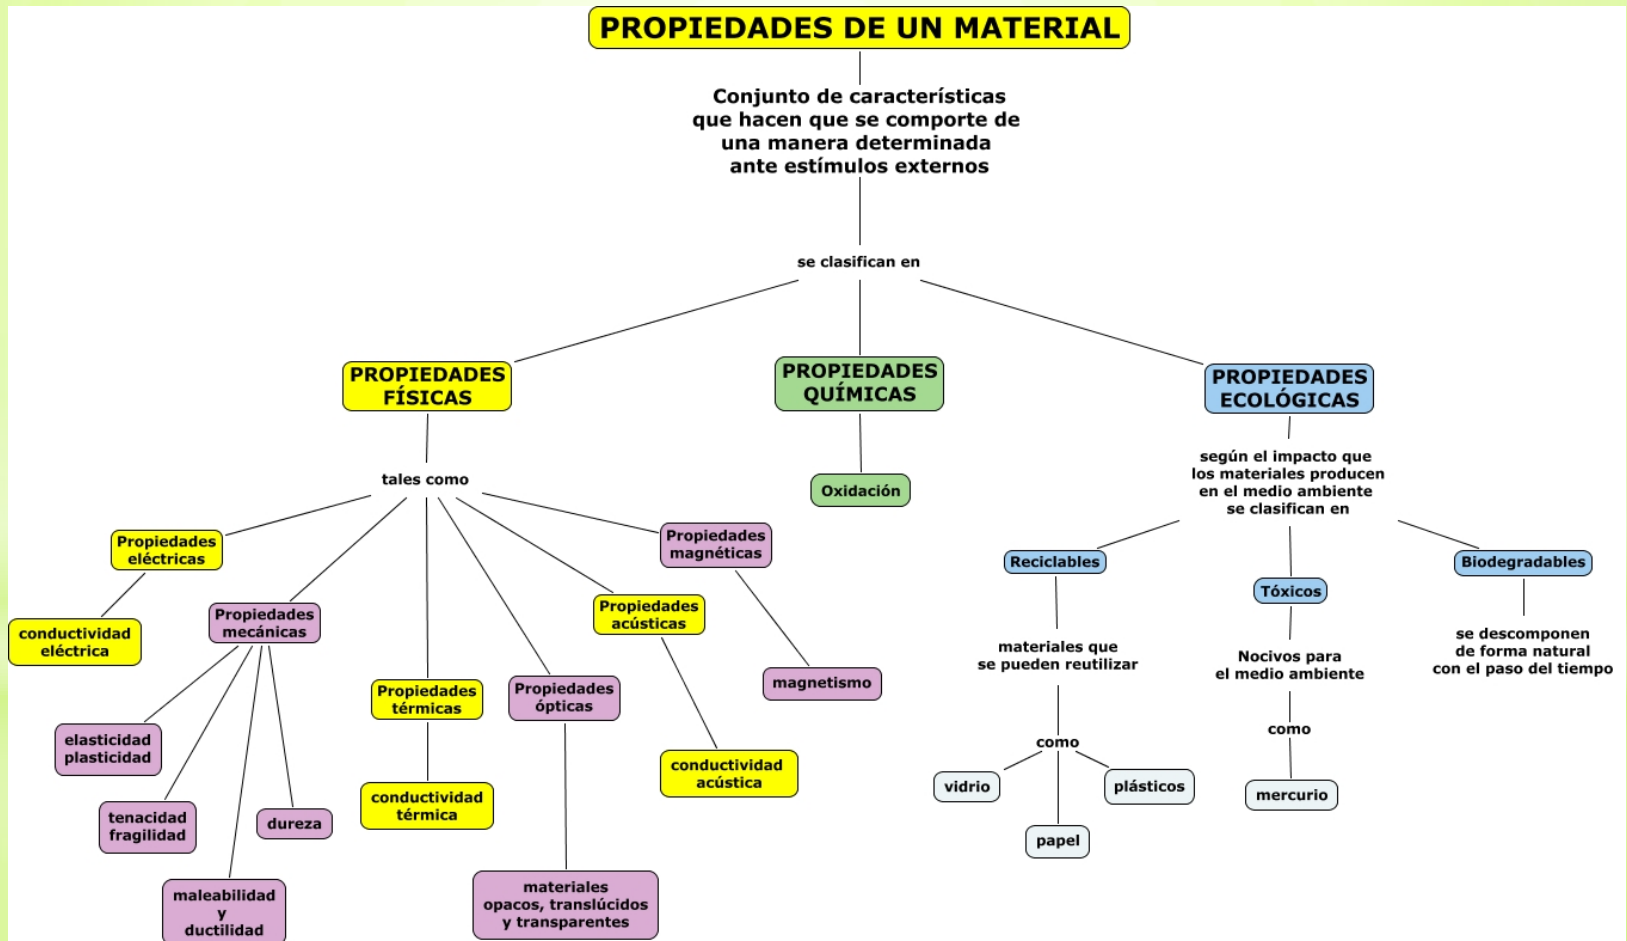 PROPIEDADES DE UN MATERIAL
Conjunto de características
que hacen que se comporte de
una manera determinada
ante estímulos externos
se clasifican en
PROPIEDADES
FÍSICAS
tales como
Propiedades
eléctricas
conductividad
eléctrica
Propiedades
mecánicas
elasticidad
plasticidad
tenacidad
fragilidad
maleabilidad
y
ductilidad
dureza
Propiedades
térmicas
conductividad
térmica
Propiedades
ópticas
materiales
opacos, translúcidos
y transparentes
Propiedades
acústicas
conductividad
acústica
Propiedades
magnéticas
magnetismo
PROPIEDADES
QUÍMICAS
Oxidación
PROPIEDADES
ECOLÓGICAS
según el impacto que
los materiales producen
en el medio ambiente
se clasifican en
Reciclables
materiales que
se pueden reutilizar
como
vidrio
papel
plásticos
Tóxicos
Nocivos para
el medio ambiente
como
mercurio
Biodegradables
se descomponen
de forma natural
con el paso del tiempo